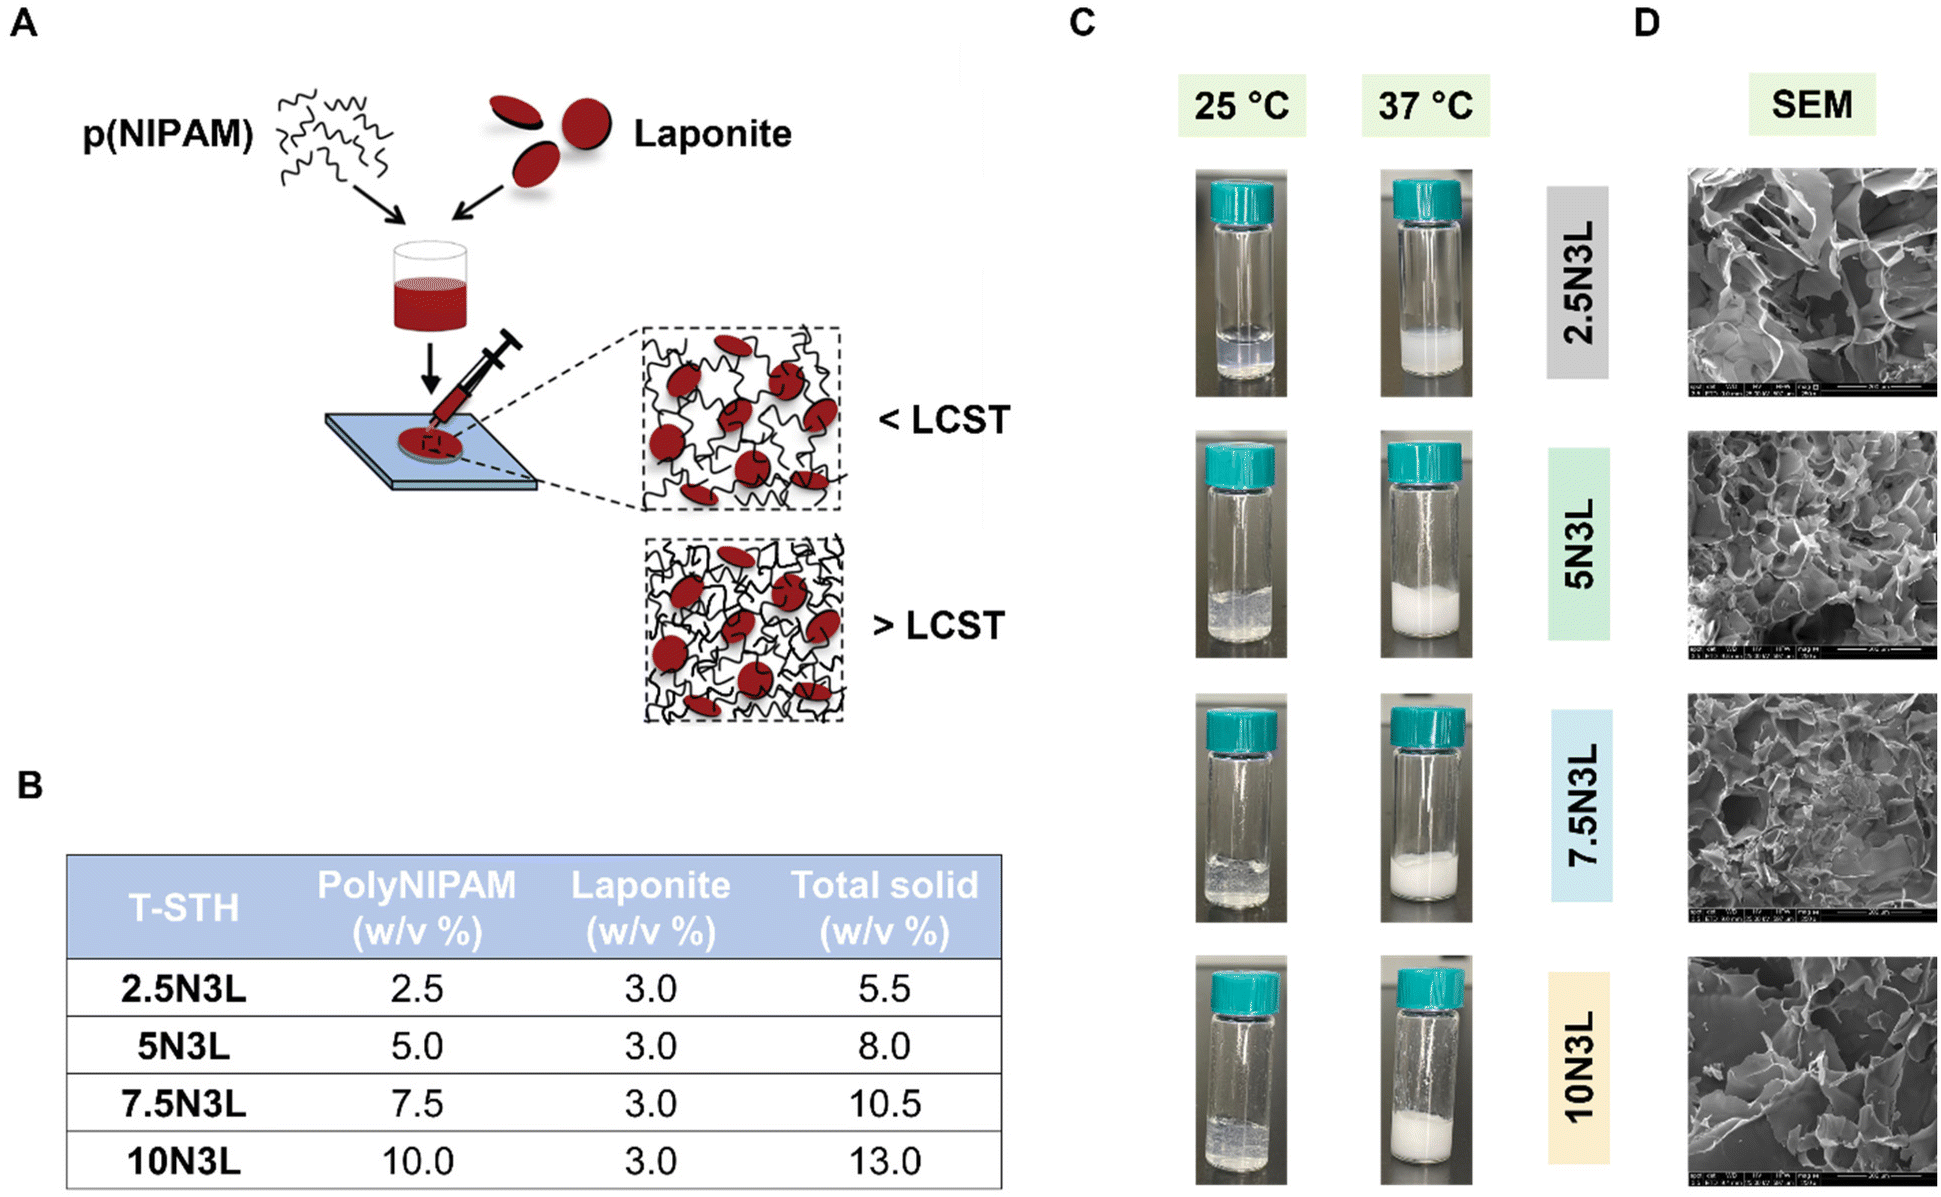 A
p(NIPAM)
Laponite
< LCST
> LCST
B
T-STH
PolyNIPAM
(w/v %)
Laponite
(w/v %)
Total solid
(w/v %)
2.5N3L 2.5 3.0 5.5
5N3L 5.0 3.0 8.0
7.5N3L 7.5 3.0 10.5
10N3L 10.0 3.0 13.0
C
25 °C
37 °C
2.5N3L
5N3L
7.5N3L
10N3L
D
SEM